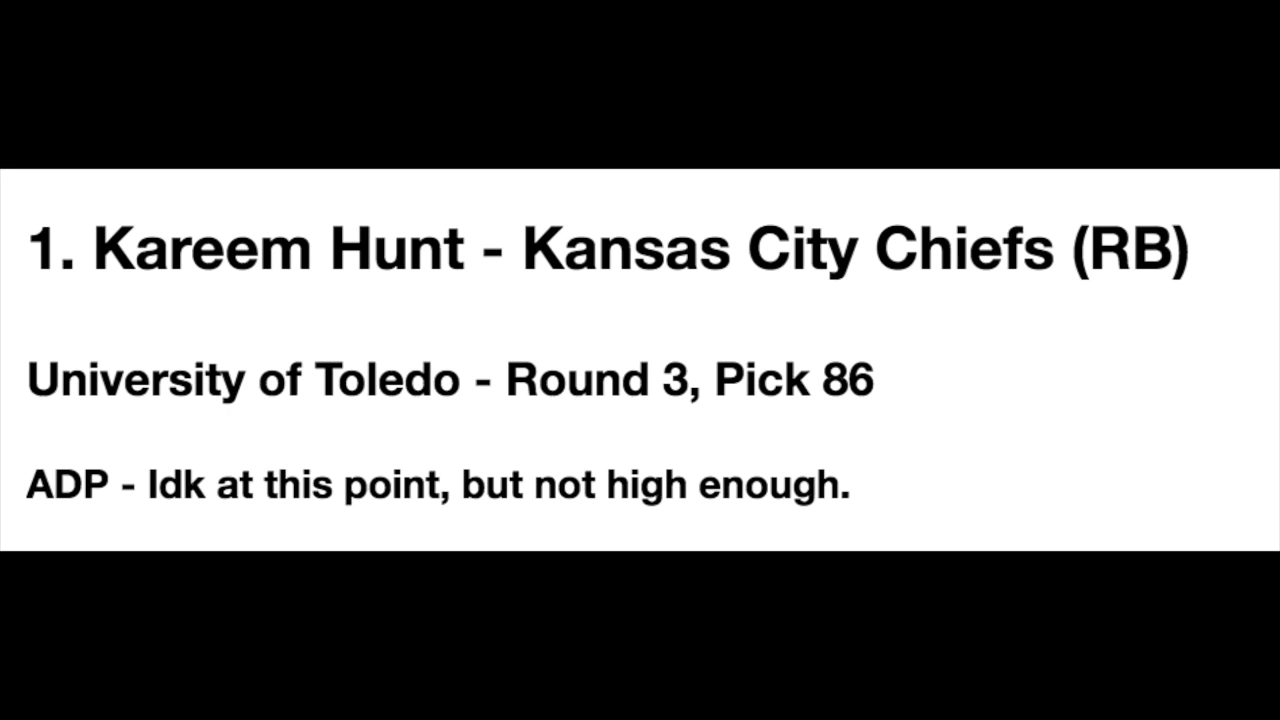 1. Kareem Hunt - Kansas City Chiefs (RB)
University of Toledo - Round 3, Pick 86
ADP - Idk at this point, but not high enough.